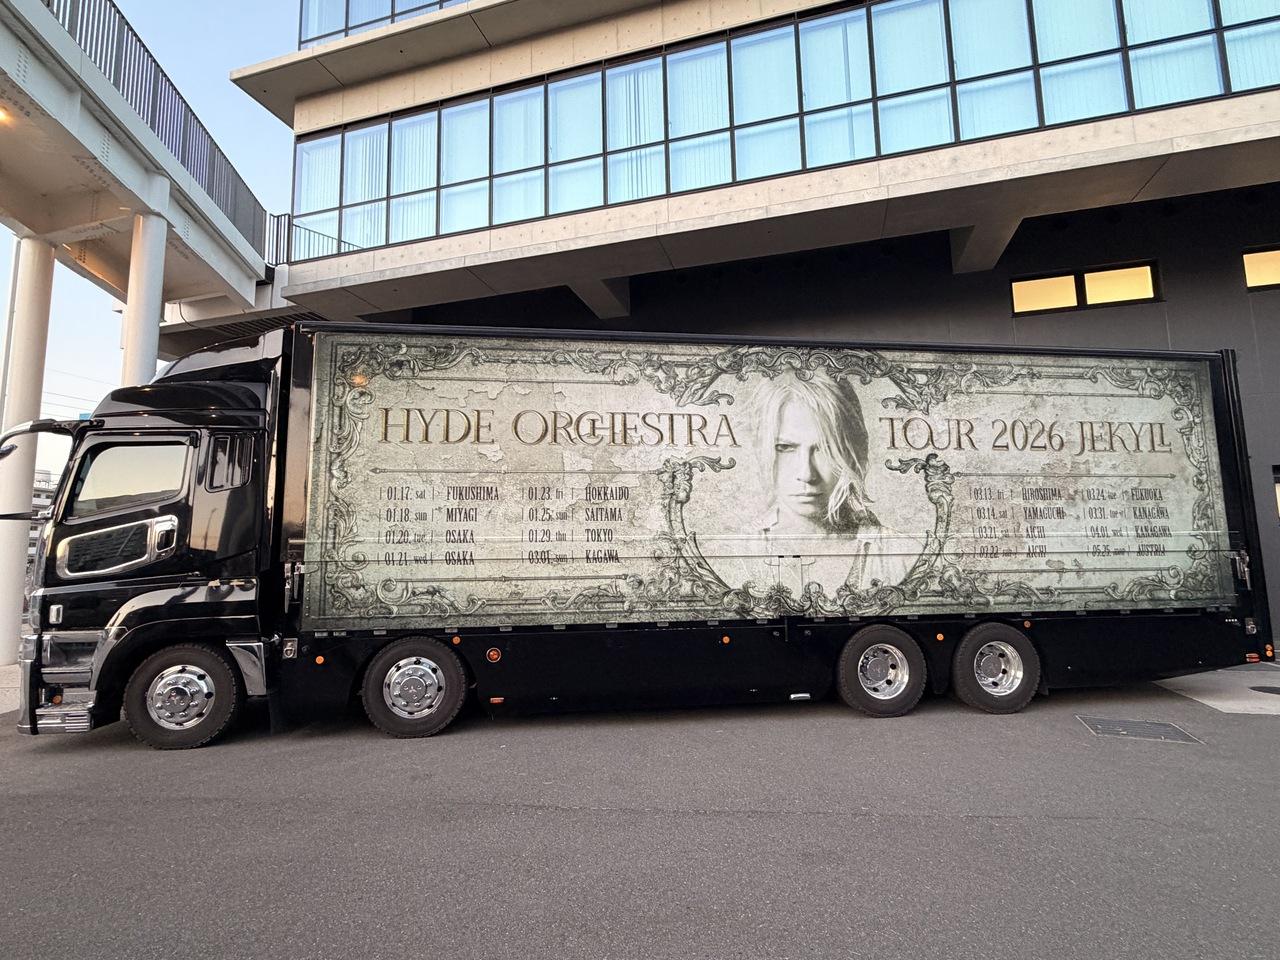 HYDE ORCHESTRA TOUR 2026 JEKYLL
01.17. sat | FUKUSHIMA
01.18. sun | MIYAGI
01.20. tue | OSAKA
01.21. wed | OSAKA
01.23. fri | HOKKAIDO
01.25. sun | SAITAMA
01.29. thu | TOKYO
03.01. sun | KAGAWA
03.13. fri | HIROSHIMA
03.14. sat | YAMAGUCHI
03.21. sat | AICHI
03.22. sun | AICHI
03.24. tue | FUKUOKA
03.31. tue | KANAGAWA
04.01. wed | KANAGAWA
AUSTRIA